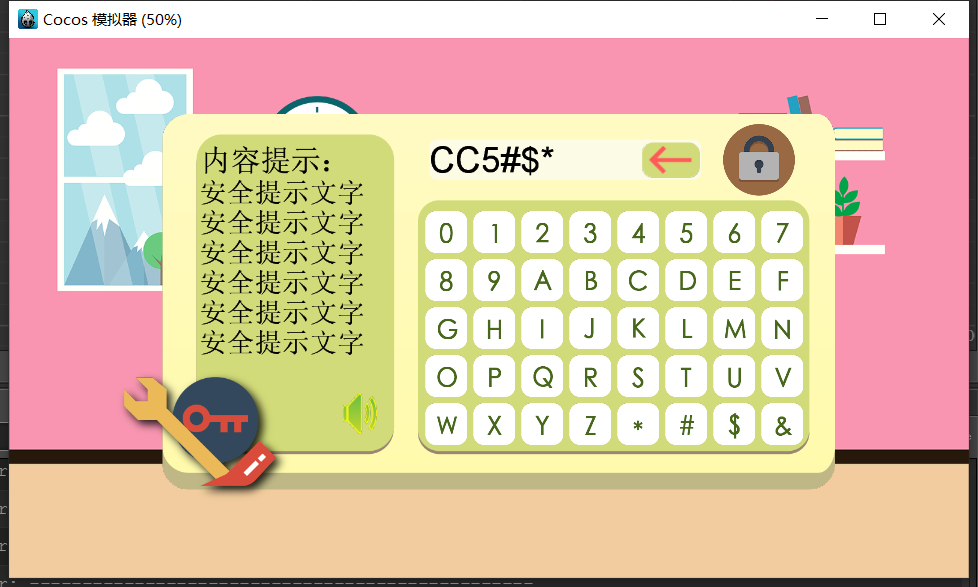 Cocos 模拟器 (50%)
内容提示：
安全提示文字
安全提示文字
安全提示文字
安全提示文字
安全提示文字
安全提示文字
CC5#$*
0 1 2 3 4 5 6 7
8 9 A B C D E F
G H I J K L M N
O P Q R S T U V
W X Y Z * # $ &